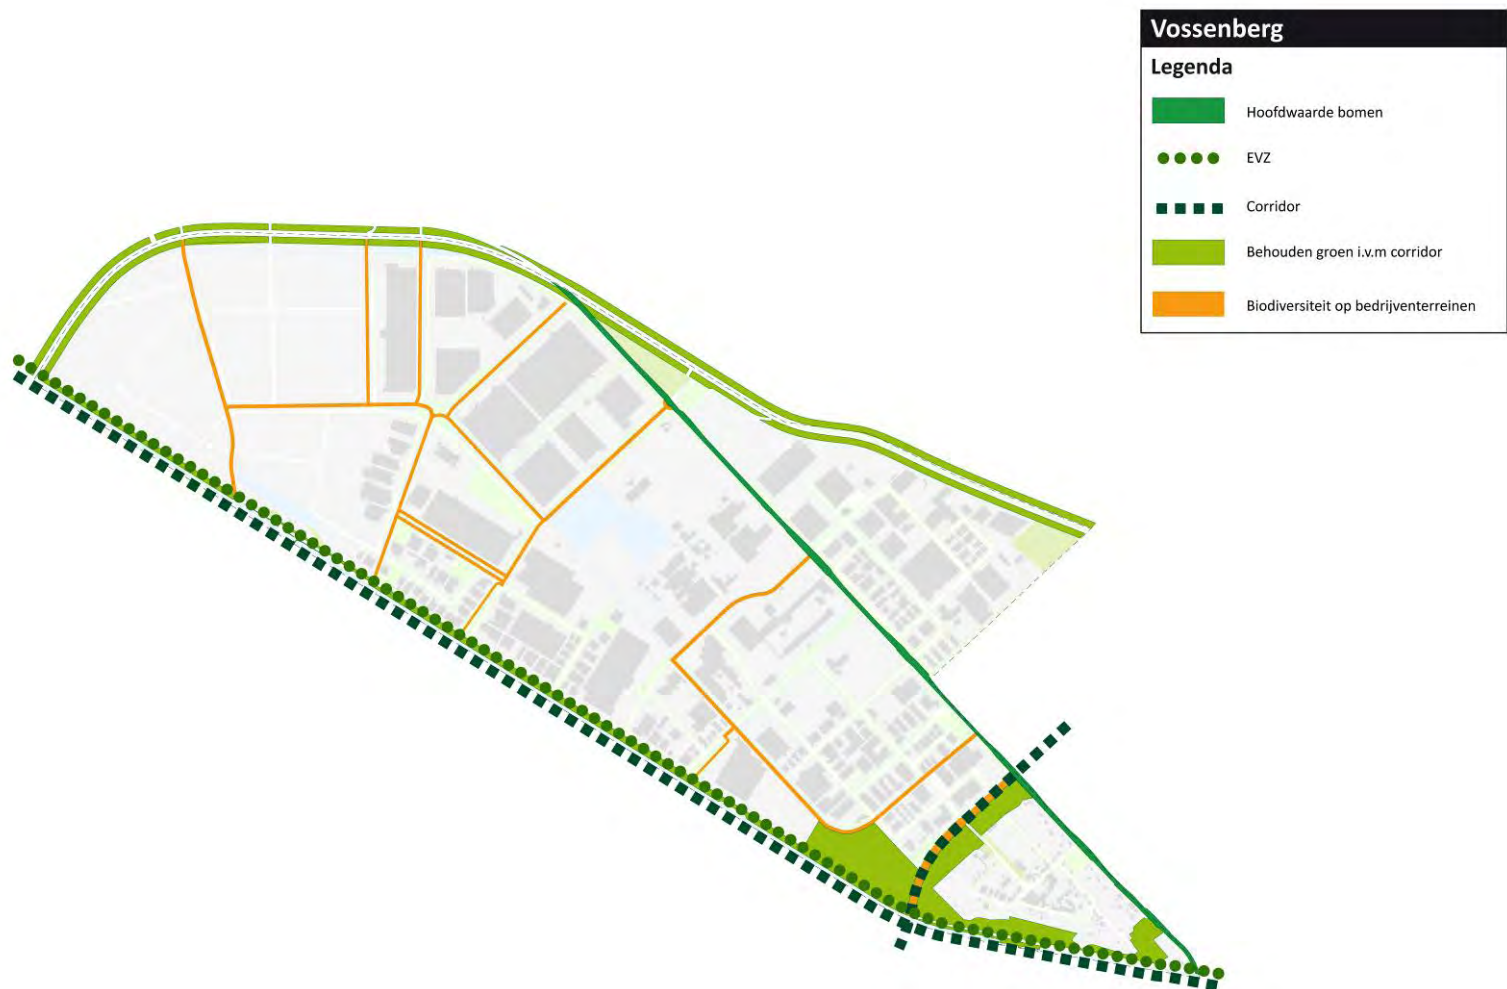 Vossenberg
Legenda
Hoofdwaarde bomen
EVZ
Corridor
Behouden groen i.v.m corridor
Biodiversiteit op bedrijventerreinen